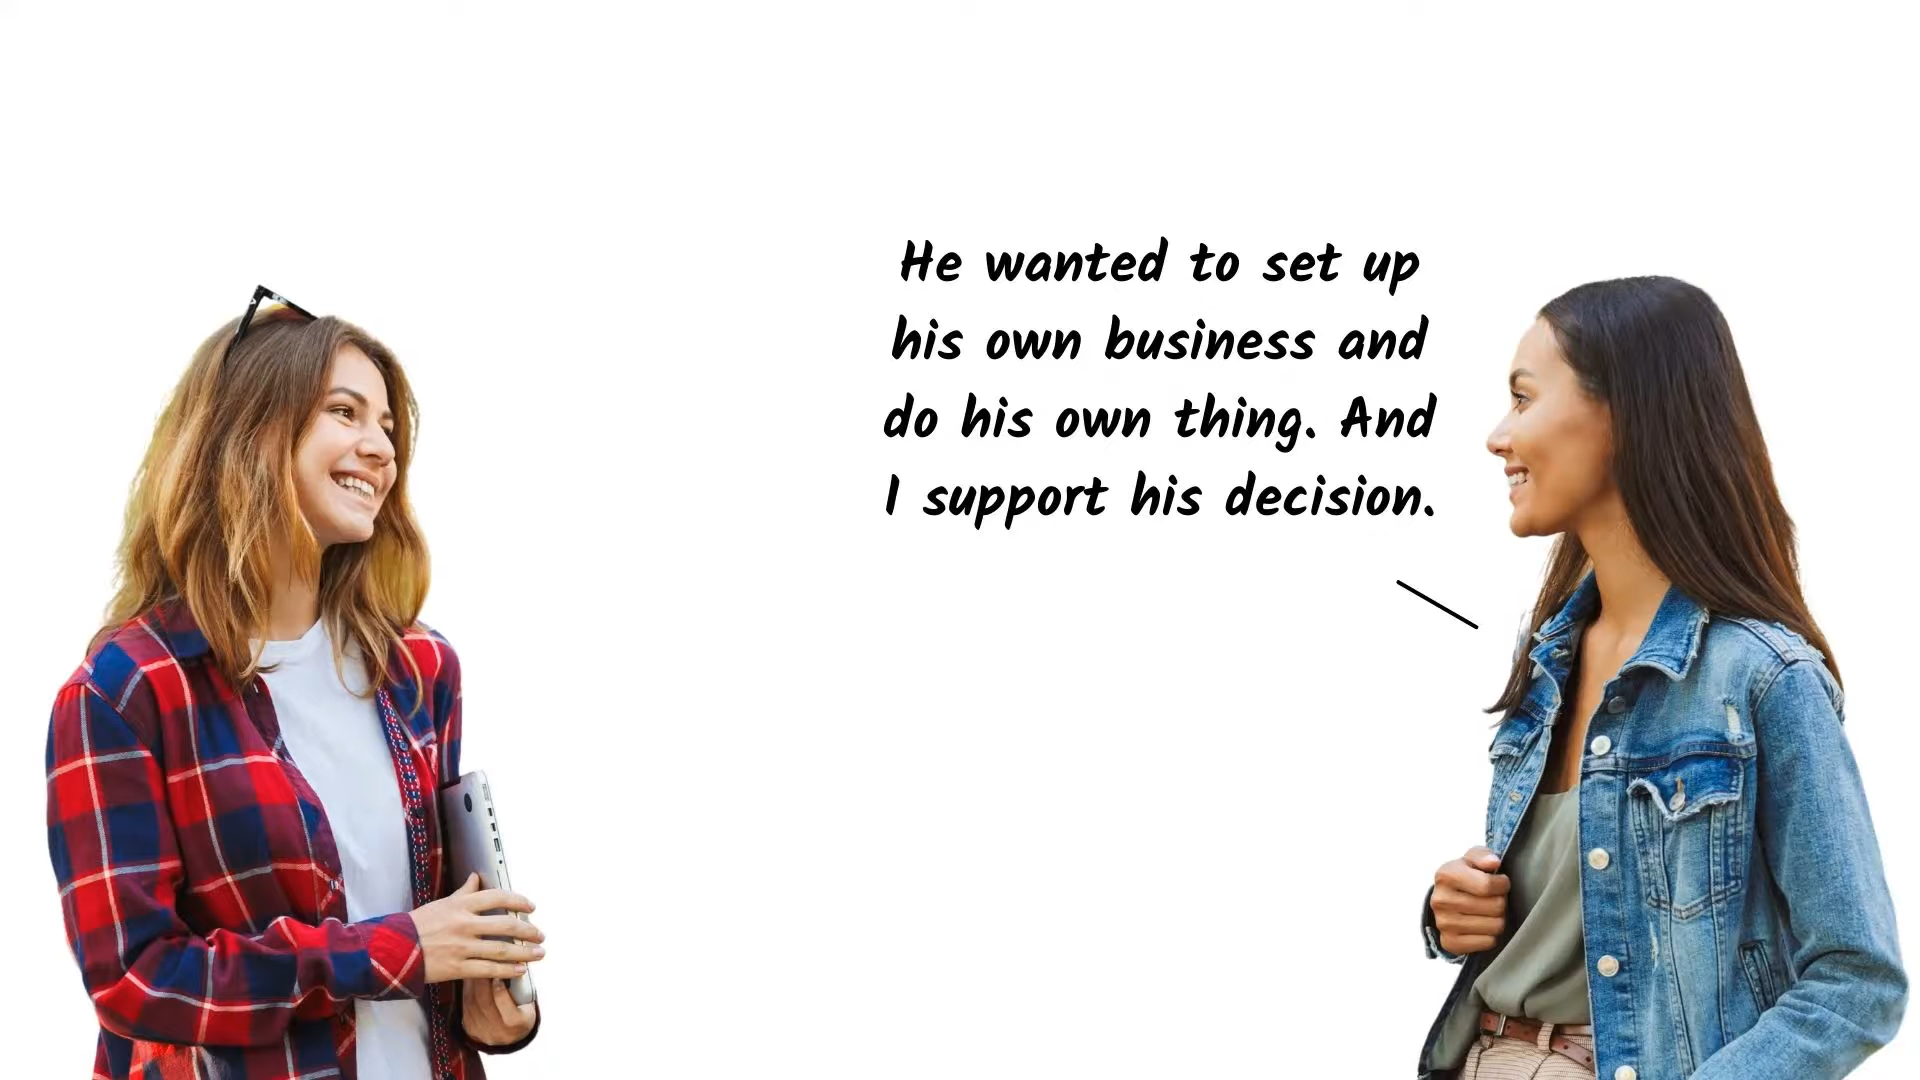 He wanted to set up
his own business and
do his own thing. And
I support his decision.